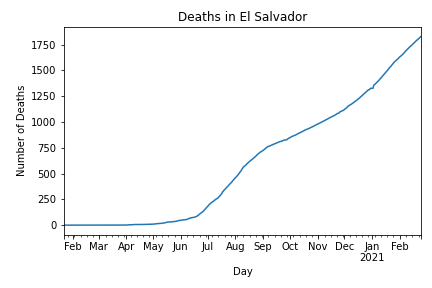 Deaths in El Salvador
Number of Deaths
1750
1500
1250
1000
750
500
250
0
Feb Mar Apr May Jun Jul Aug Sep Oct Nov Dec Jan Feb
2021
Day